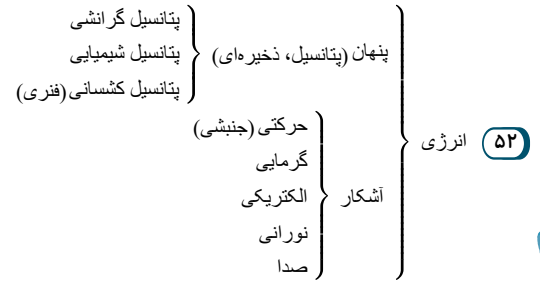 پتانسیل گرانشی
پتانسیل شیمیایی
پتانسیل کشسانی (فنری)
پنهان (پتانسیل، ذخیره‌ای)
۵۲ انرژی
حرکتی (جنبشی)
گرمایی
آشکار
الکتریکی
نورانی
صدا